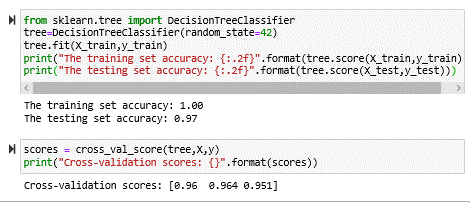 from sklearn.tree import DecisionTreeClassifier
tree=DecisionTreeClassifier(random_state=42)
tree.fit(X_train,y_train)
print("The training set accuracy: {:.2f}".format(tree.score(X_train,y_train)
print("The testing set accuracy: {:.2f}".format(tree.score(X_test,y_test)))
The training set accuracy: 1.00
The testing set accuracy: 0.97
scores = cross_val_score(tree,X,y)
print("Cross-validation scores: {}".format(scores))
Cross-validation scores: [0.96  0.964 0.951]